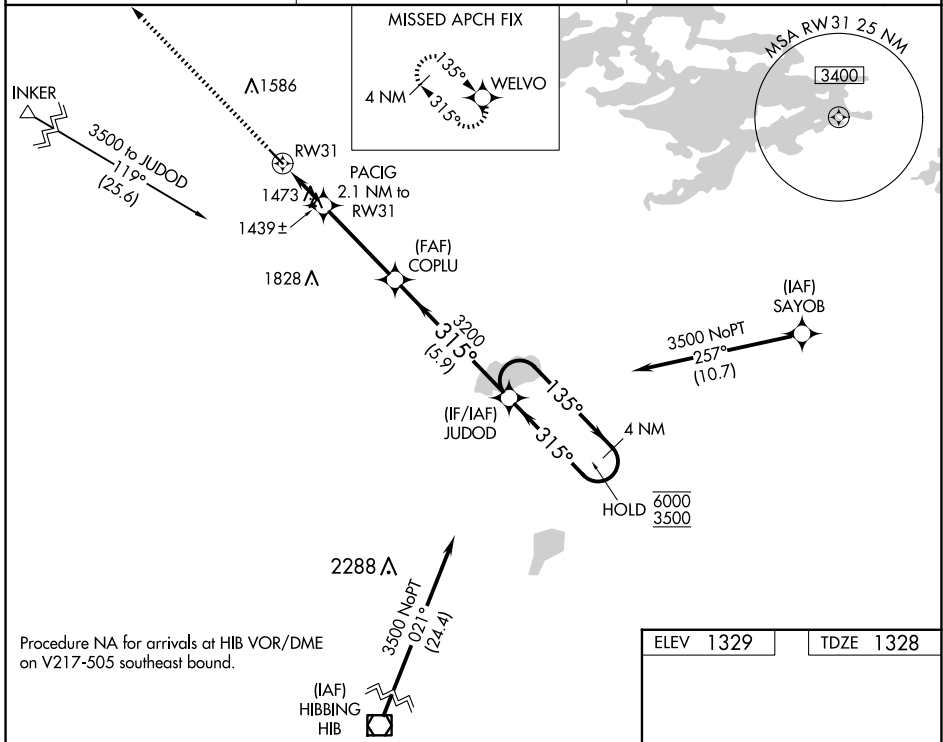 MISSED APCH FIX
135°
WELVO
4 NM
315°
MSA RW31 25 NM
3400
1586
INKER
3500 to JUDOD
119°
(25.6)
RW31
PACIG
2.1 NM to
RW31
1473
1439±
(FAF)
COPLU
1828
(IAF)
SAYOB
3500 NoPT
257°
(10.7)
3200
315°
(5.9)
(IF/IAF)
JUDOD
135°
315°
4 NM
HOLD
6000
3500
2288
3500 NoPT
021°
(24.4)
Procedure NA for arrivals at HIB VOR/DME
on V217-505 southeast bound.
(IAF)
HIBBING
HIB
ELEV 1329
TDZE 1328